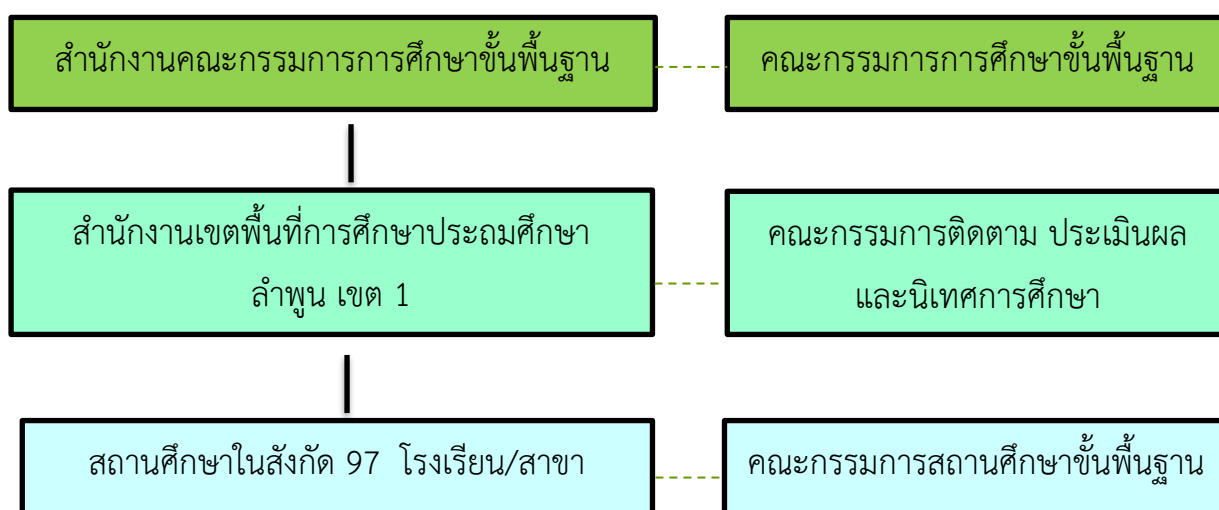 สำนักงานคณะกรรมการการศึกษาขั้นพื้นฐาน
คณะกรรมการการศึกษาขั้นพื้นฐาน
สำนักงานเขตพื้นที่การศึกษาประถมศึกษา
ลำพูน เขต 1
คณะกรรมการติดตาม ประเมินผล
และนิเทศการศึกษา
สถานศึกษาในสังกัด 97 โรงเรียน/สาขา
คณะกรรมการสถานศึกษาขั้นพื้นฐาน